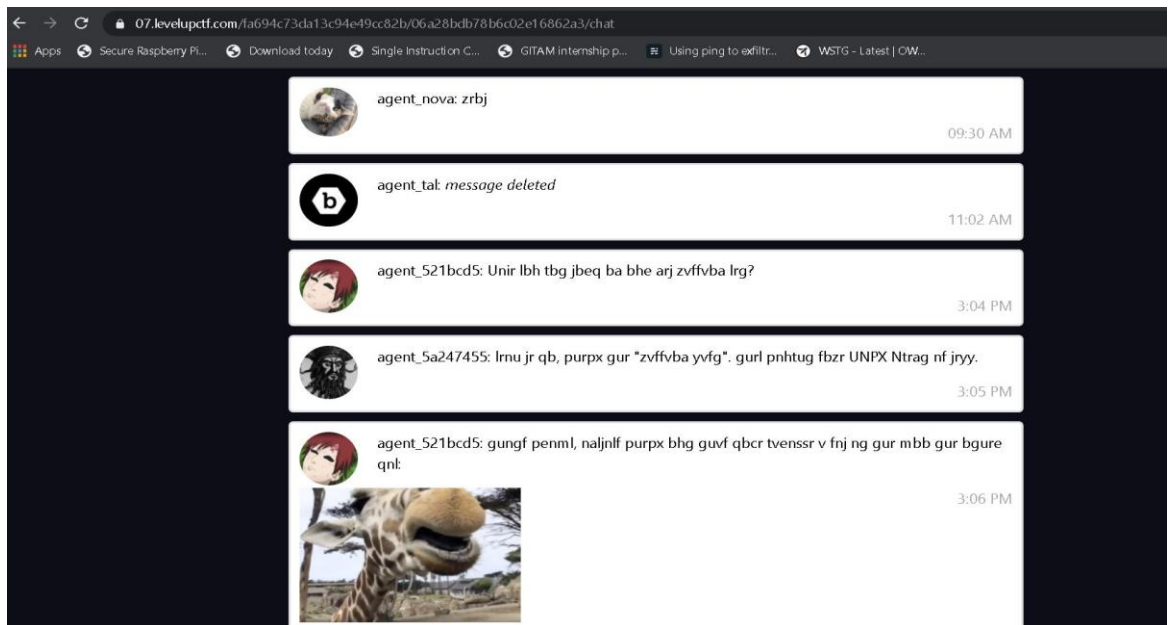 07.levelupctf.com/fa694c73da13c94e49cc82b/06a28bdb78b6c02e16862a3/chat
Apps Secure Raspberry Pi... Download today Single Instruction C... GITAM internship p... Using ping to exfiltr... WSTG - Latest | OW...
agent_nova: zrbj
09:30 AM
b
agent_tal: message deleted
11:02 AM
agent_521bcd5: Unir lbh tbg jbeq ba bhe arj zvffvba lrg?
3:04 PM
agent_5a247455: lrnu jr qb, purpx gur "zvffvba yvfg". gurl pnhtug fbzr UNPX Ntrag nf jryy.
3:05 PM
agent_521bcd5: gungf penml, naljnlf purpx bhg guvf qbcr tvenssr v fnj ng gur mbb gur bgure
qnl:
3:06 PM